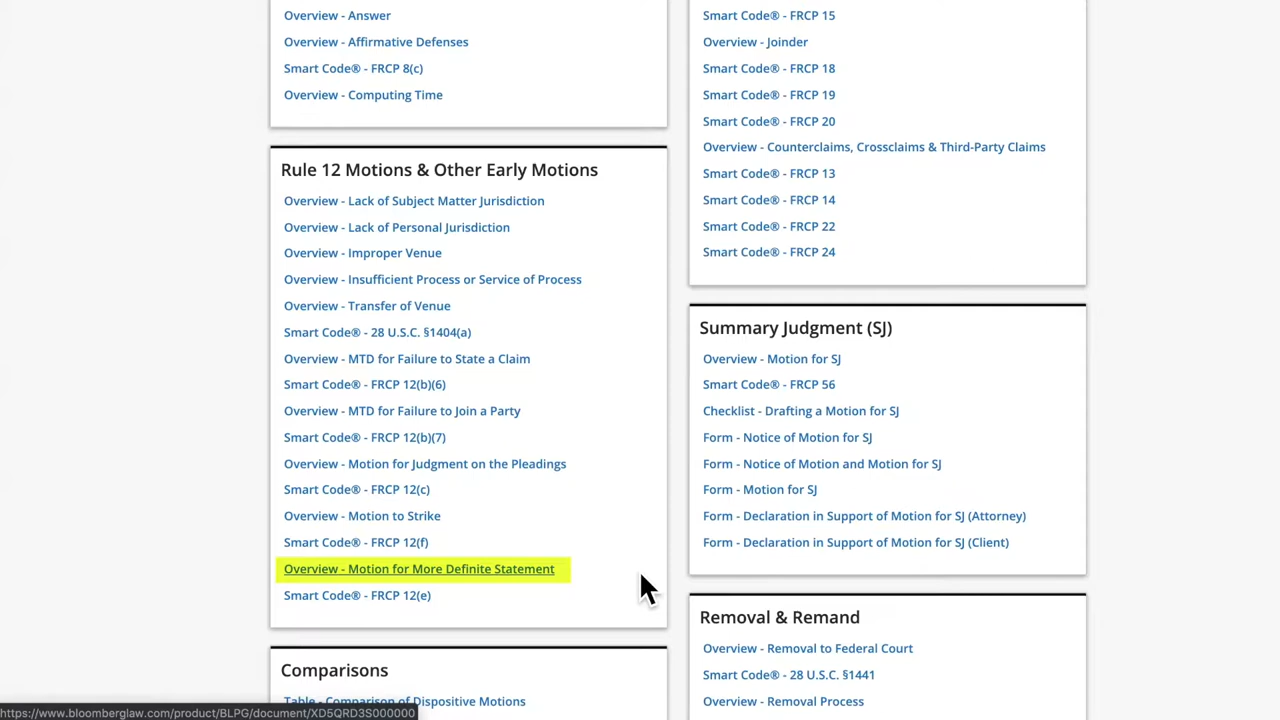 Overview - Answer
Overview - Affirmative Defenses
Smart Code® - FRCP 8(c)
Overview - Computing Time
Rule 12 Motions & Other Early Motions
Overview - Lack of Subject Matter Jurisdiction
Overview - Lack of Personal Jurisdiction
Overview - Improper Venue
Overview - Insufficient Process or Service of Process
Overview - Transfer of Venue
Smart Code® - 28 U.S.C. §1404(a)
Overview - MTD for Failure to State a Claim
Smart Code® - FRCP 12(b)(6)
Overview - MTD for Failure to Join a Party
Smart Code® - FRCP 12(b)(7)
Overview - Motion for Judgment on the Pleadings
Smart Code® - FRCP 12(c)
Overview - Motion to Strike
Smart Code® - FRCP 12(f)
Overview - Motion for More Definite Statement
Smart Code® - FRCP 12(e)
Comparisons
Table - Comparison of Dispositive Motions
Smart Code® - FRCP 15
Overview - Joinder
Smart Code® - FRCP 18
Smart Code® - FRCP 19
Smart Code® - FRCP 20
Overview - Counterclaims, Crossclaims & Third-Party Claims
Smart Code® - FRCP 13
Smart Code® - FRCP 14
Smart Code® - FRCP 22
Smart Code® - FRCP 24
Summary Judgment (SJ)
Overview - Motion for SJ
Smart Code® - FRCP 56
Checklist - Drafting a Motion for SJ
Form - Notice of Motion for SJ
Form - Notice of Motion and Motion for SJ
Form - Motion for SJ
Form - Declaration in Support of Motion for SJ (Attorney)
Form - Declaration in Support of Motion for SJ (Client)
Removal & Remand
Overview - Removal to Federal Court
Smart Code® - 28 U.S.C. §1441
Overview - Removal Process
https://www.bloomberglaw.com/product/BLPG/document/XD5QRD3S000000